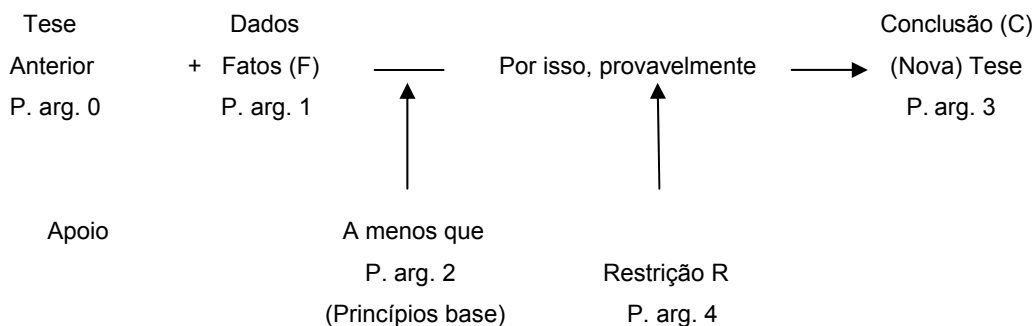 Tese Dados Conclusão (C)
Anterior + Fatos (F) Por isso, provavelmente (Nova) Tese
P. arg. 0 P. arg. 1 P. arg. 3
Apoio A menos que
P. arg. 2 Restrição R
(Princípios base) P. arg. 4